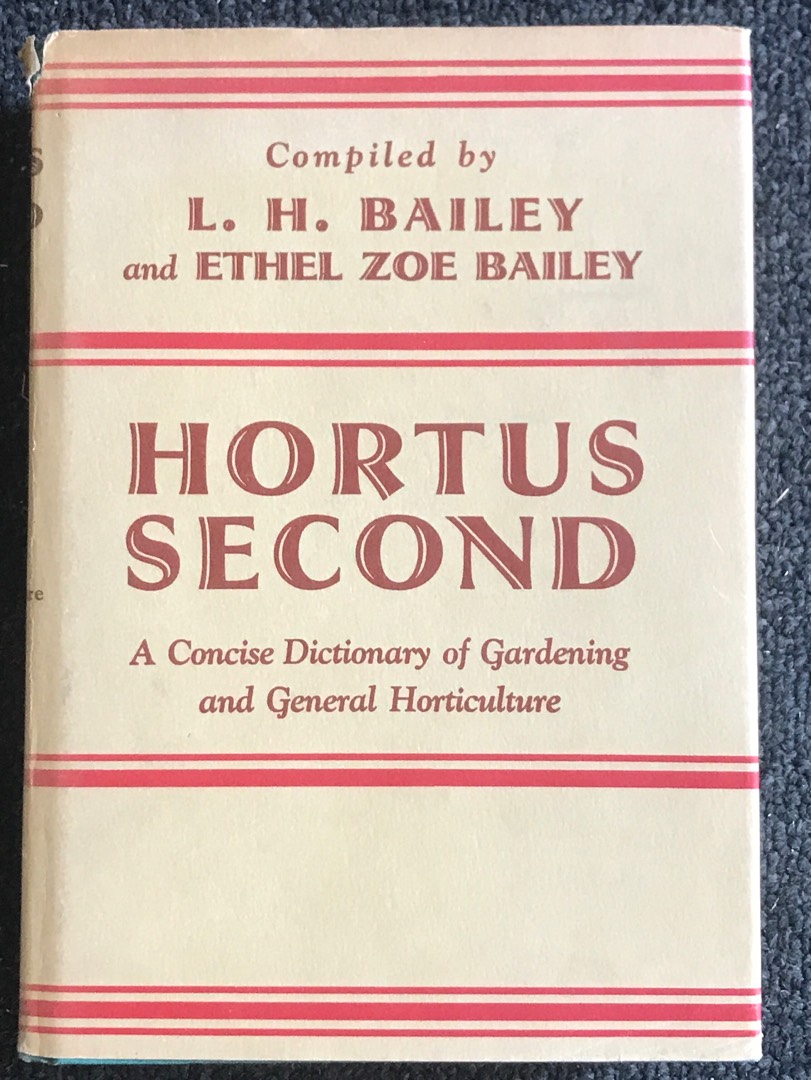 Compiled by
L. H. BAILEY
and ETHEL ZOE BAILEY
HORTUS
SECOND
A Concise Dictionary of Gardening
and General Horticulture